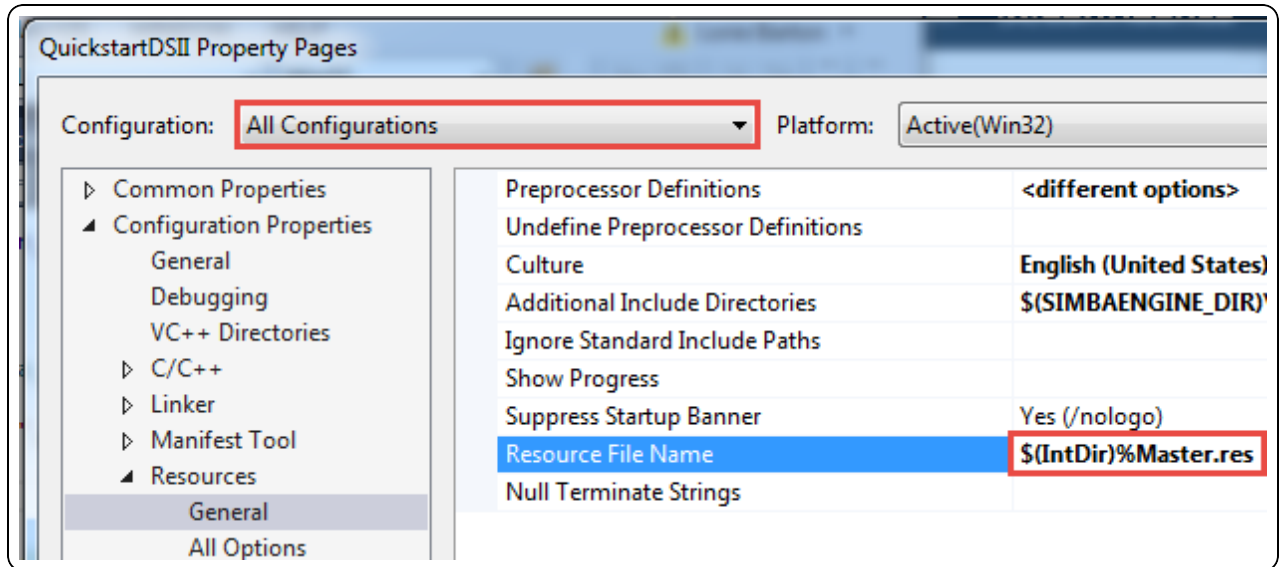 QuickstartDSII Property Pages
Configuration: All Configurations Platform: Active(Win32)
Common Properties
Configuration Properties
General
Debugging
VC++ Directories
C/C++
Linker
Manifest Tool
Resources
General
All Options
Preprocessor Definitions <different options>
Undefine Preprocessor Definitions
Culture English (United States)
Additional Include Directories $(SIMBAENGINE_DIR)
Ignore Standard Include Paths
Show Progress
Suppress Startup Banner Yes (/nologo)
Resource File Name $(IntDir)%Master.res
Null Terminate Strings